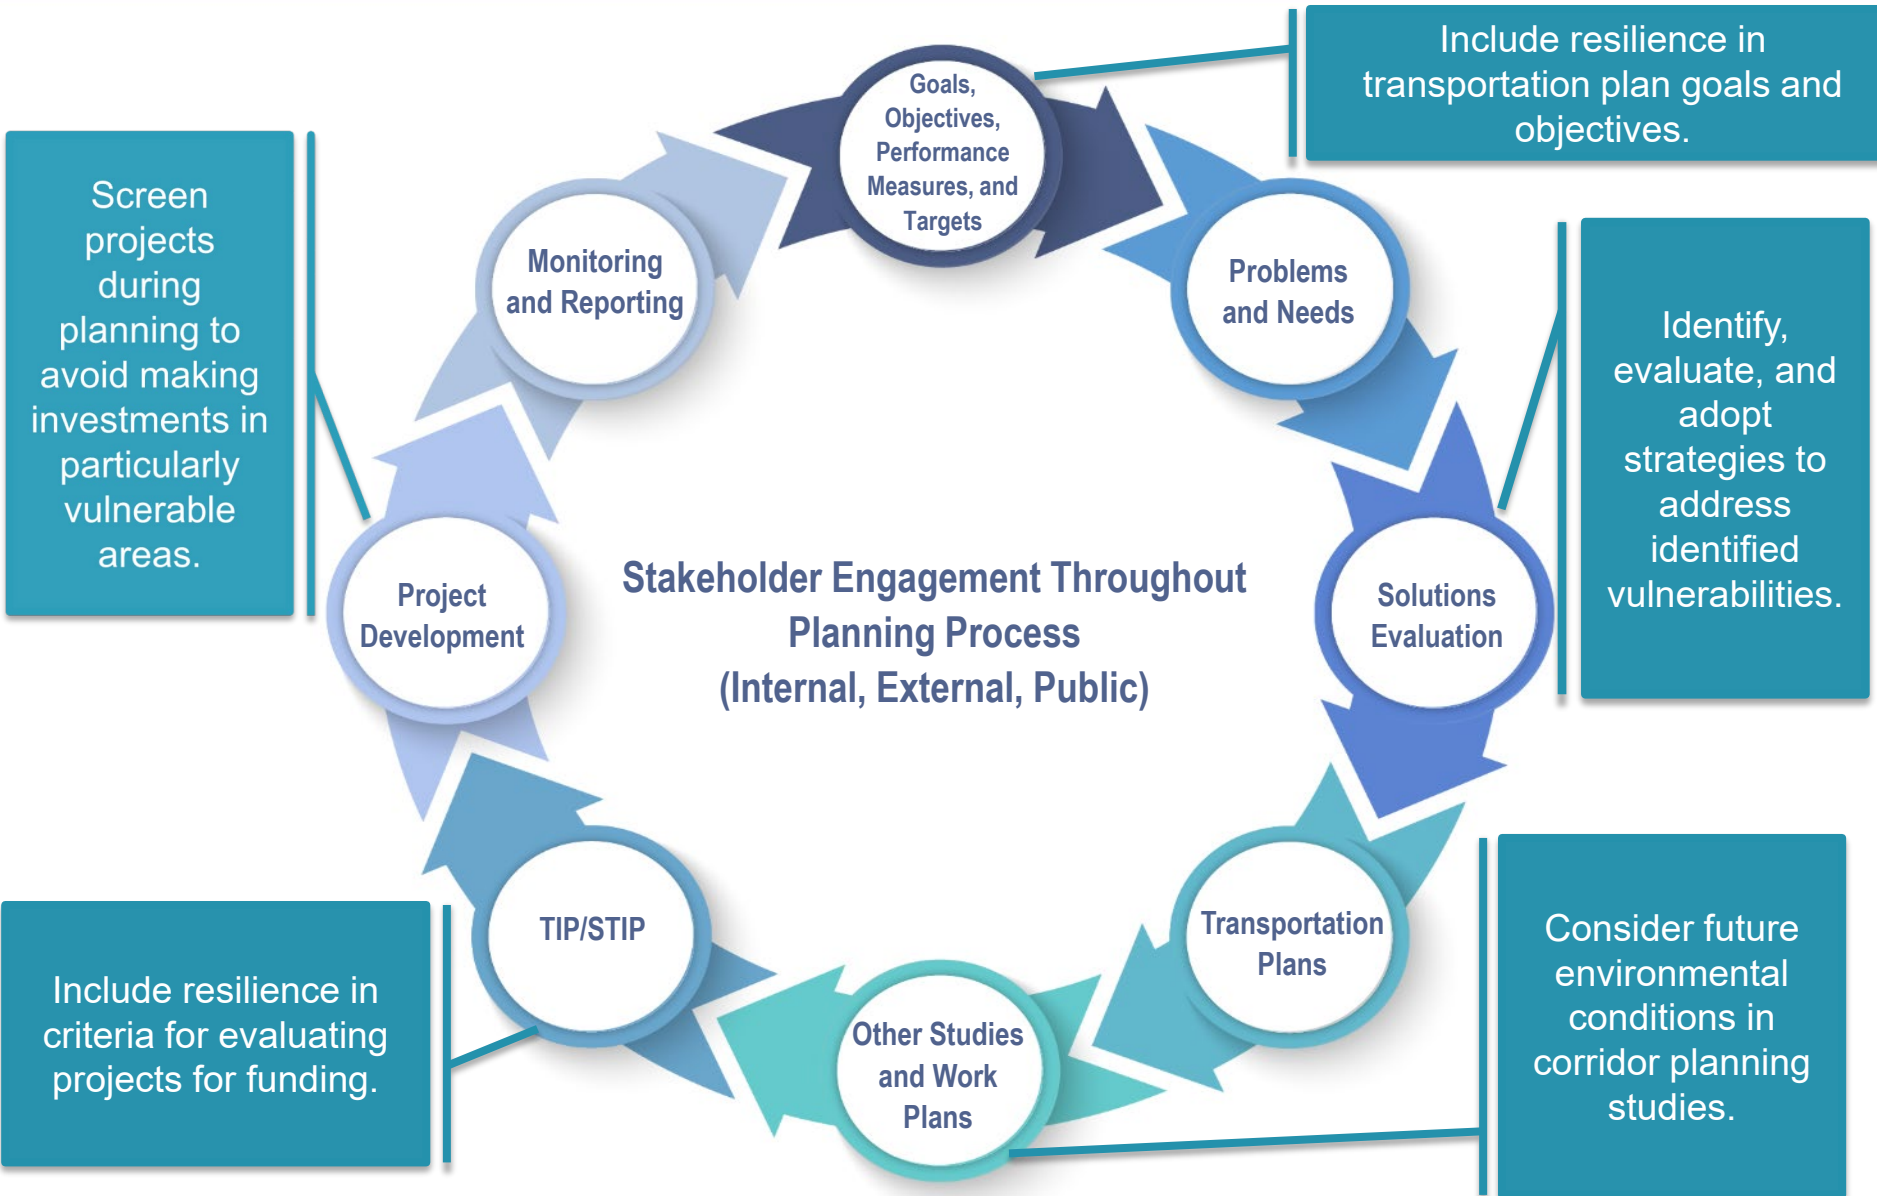 Include resilience in
transportation plan goals and
objectives.
Goals,
Objectives,
Performance
Measures, and
Targets
Screen
projects
during
planning to
avoid making
investments in
particularly
vulnerable
areas.
Monitoring
and Reporting
Problems
and Needs
Identify,
evaluate, and
adopt
strategies to
address
identified
vulnerabilities.
Project
Development
Stakeholder Engagement Throughout
Planning Process
(Internal, External, Public)
Solutions
Evaluation
TIP/STIP
Transportation
Plans
Other Studies
and Work
Plans
Include resilience in
criteria for evaluating
projects for funding.
Consider future
environmental
conditions in
corridor planning
studies.